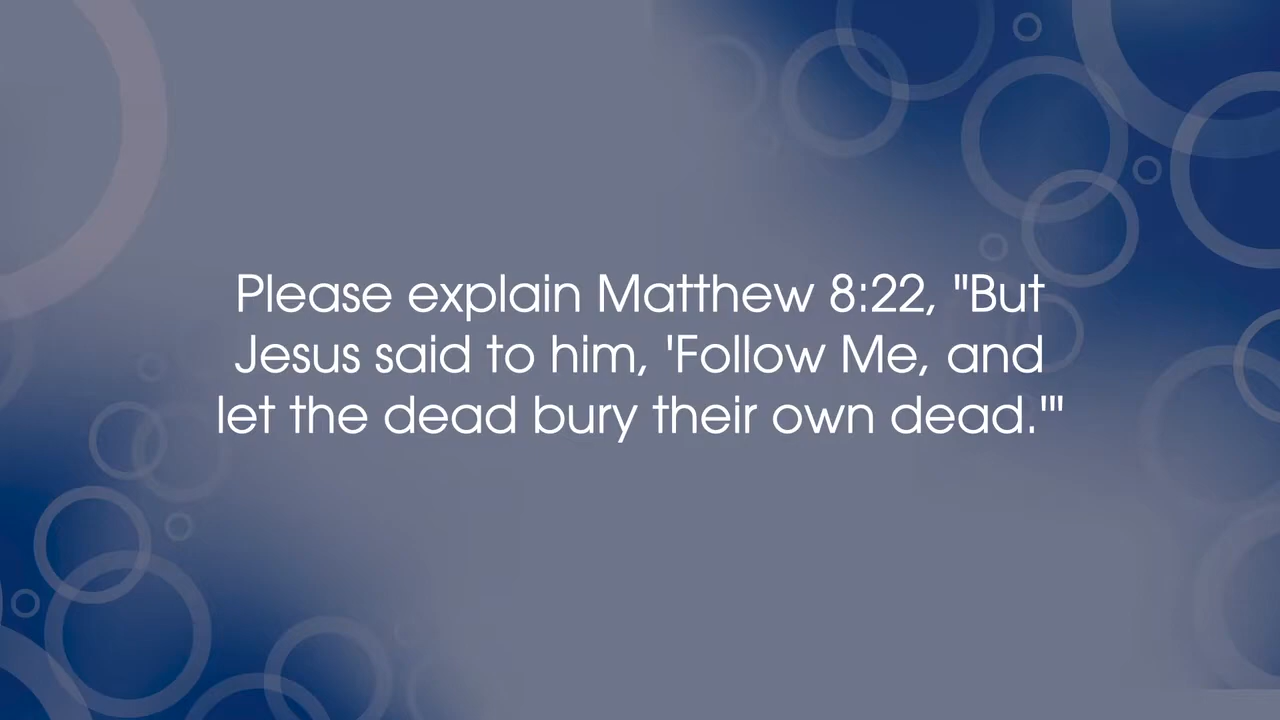 Please explain Matthew 8:22, "But
Jesus said to him, 'Follow Me, and
let the dead bury their own dead.'"